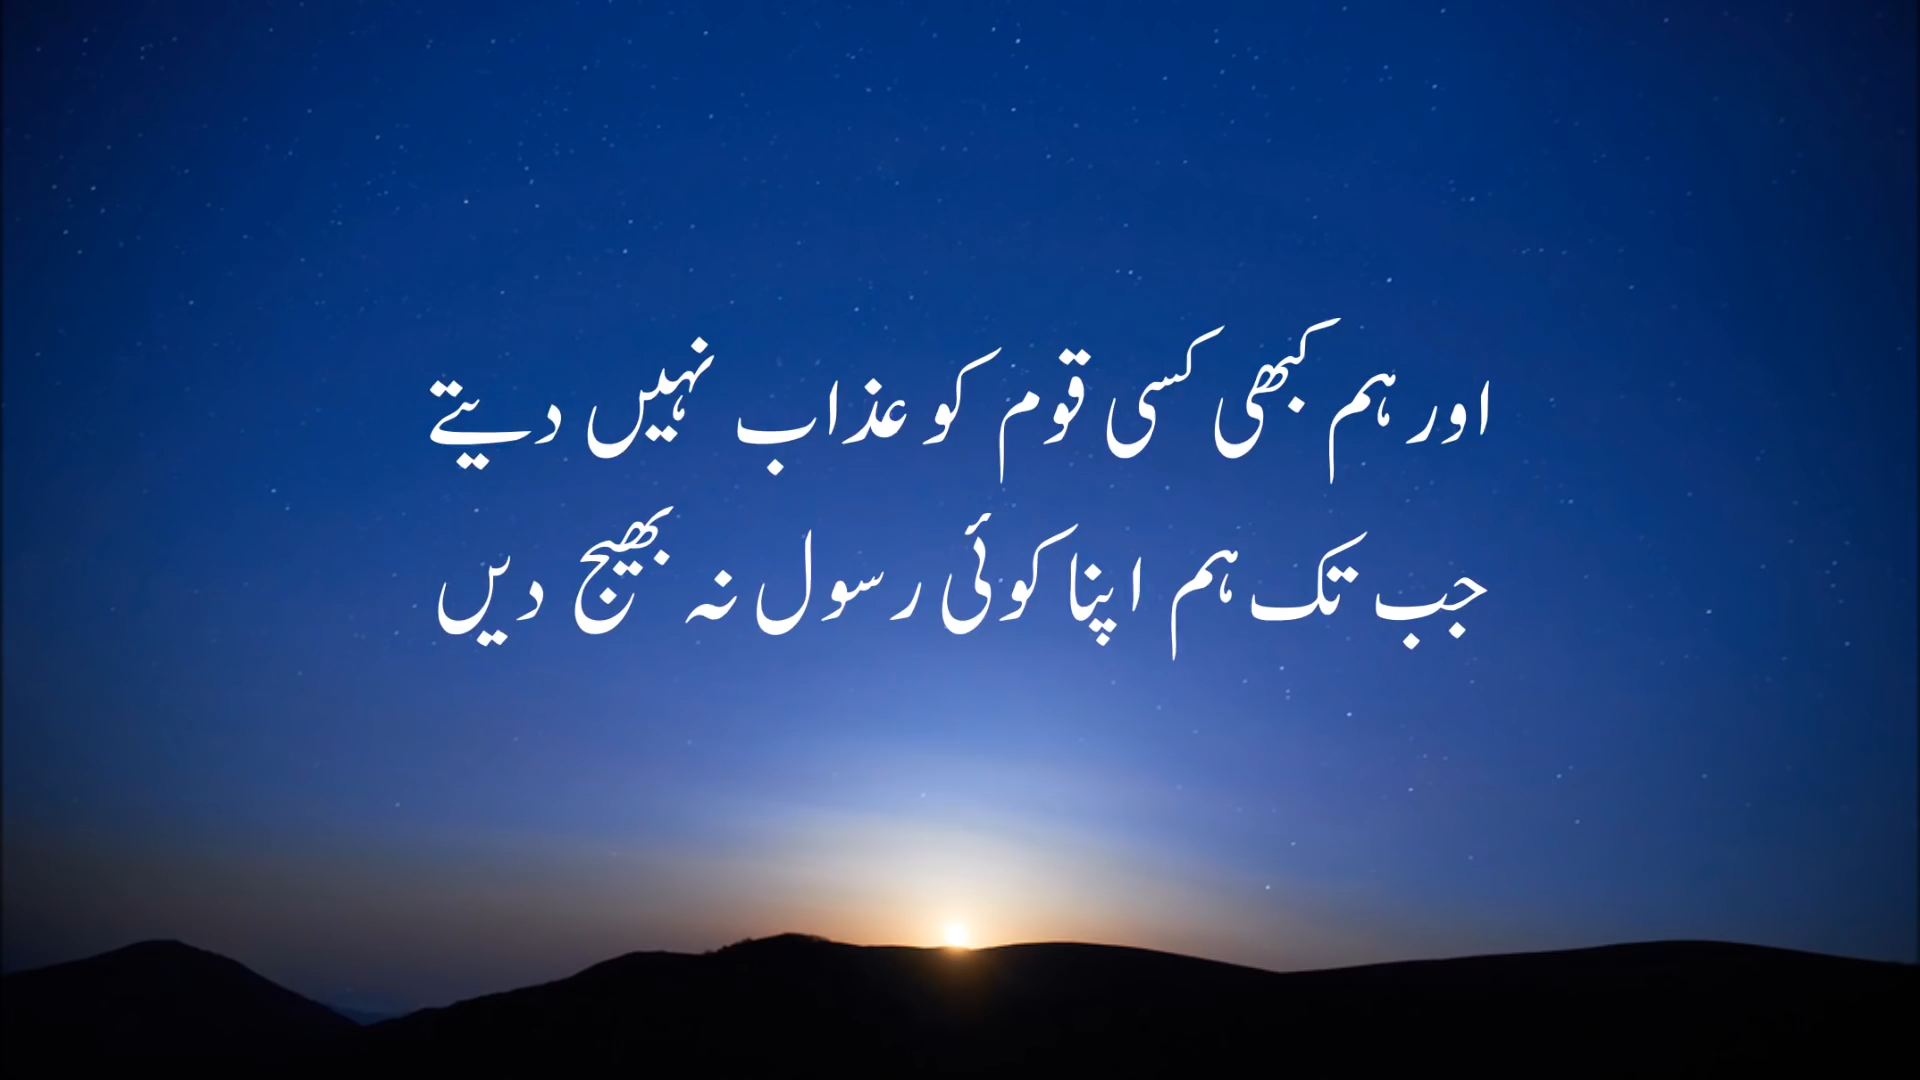 اور ہم کبھی کسی قوم کو عذاب نہیں دیتے
جب تک ہم اپنا کوئی رسول نہ بھیج دیں